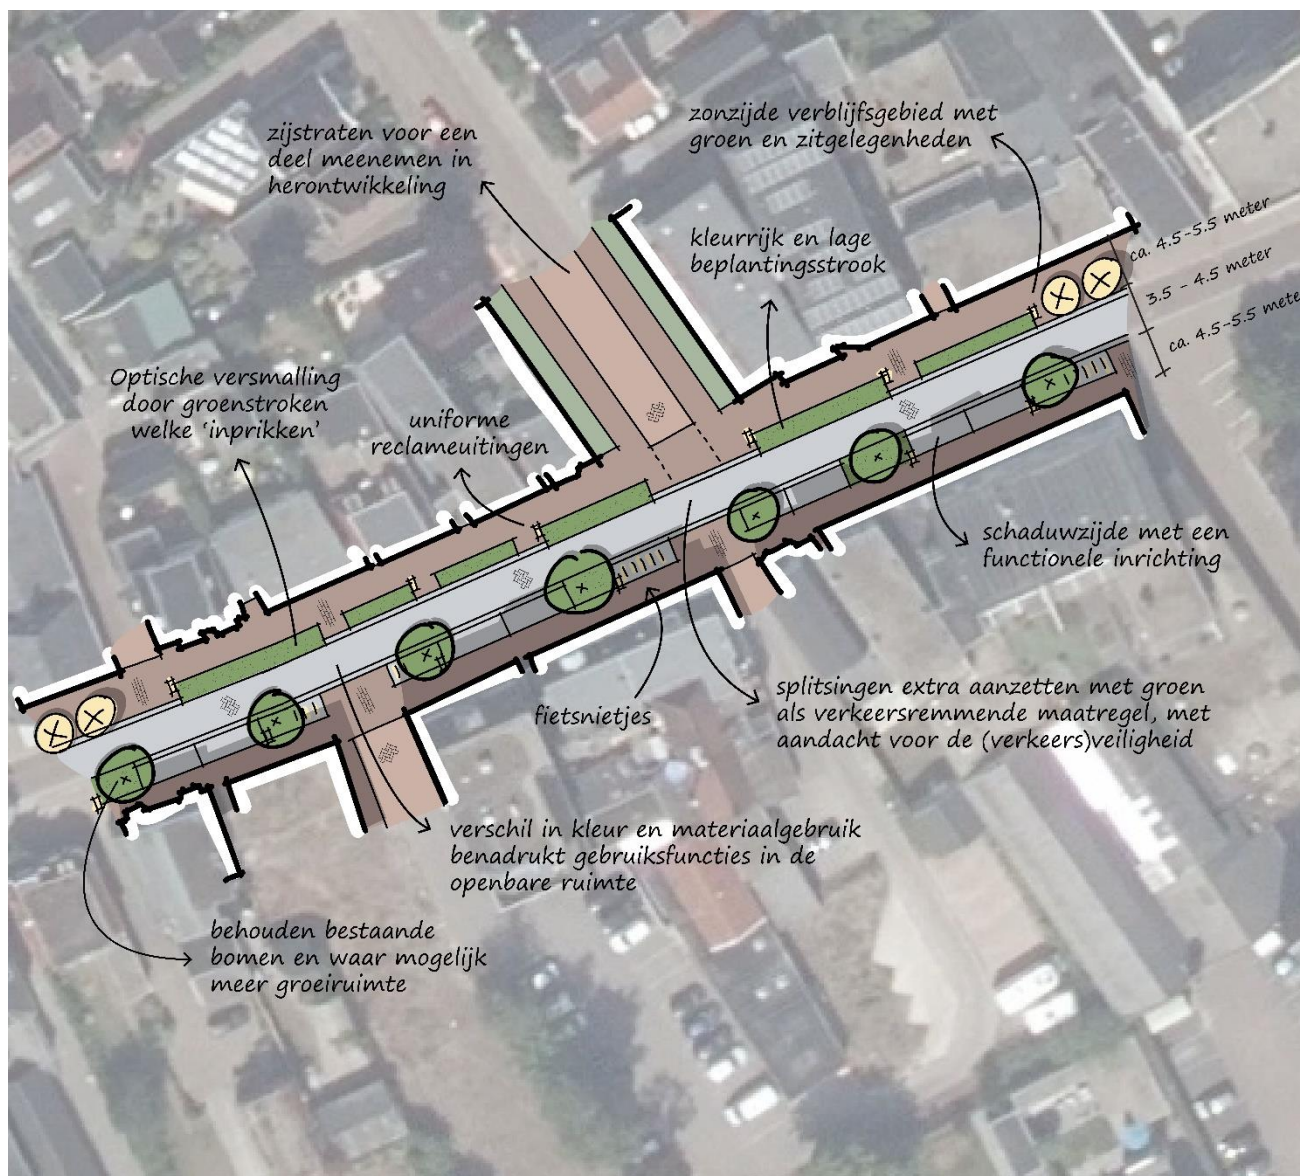 zijstraten voor een
deel meenemen in
herontwikkeling
zonzijde verblijfsgebied met
groen en zitgelegenheden
kleurrijk en lage
beplantingsstrook
ca. 4.5-5.5 meter
3.5 - 4.5 meter
ca. 4.5-5.5 mete
Optische versmalling
door groenstroken
welke ‘inprikken’
uniforme
reclameuitingen
schaduwzijde met een
functionele inrichting
fietsnietjes
splitsingen extra aanzetten met groen
als verkeersremmende maatregel, met
aandacht voor de (verkeers)veiligheid
verschil in kleur en materiaalgebruik
benadrukt gebruiksfuncties in de
openbare ruimte
behouden bestaande
bomen en waar mogelijk
meer groeiruimte